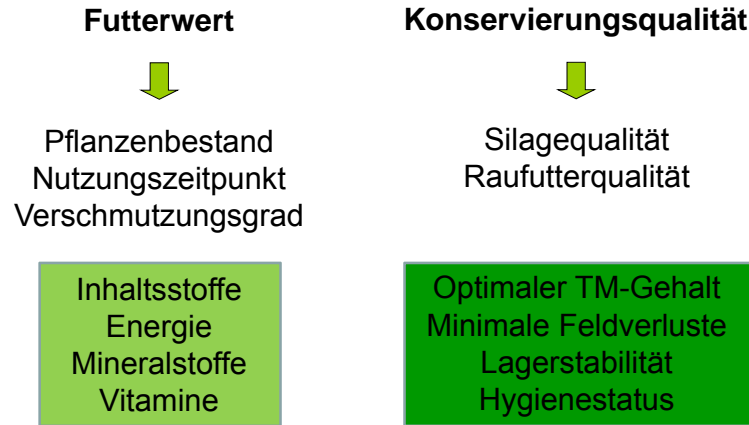 Futterwert
Pflanzenbestand
Nutzungszeitpunkt
Verschmutzungsgrad
Inhaltsstoffe
Energie
Mineralstoffe
Vitamine
Konservierungsqualität
Silagequalität
Raufutterqualität
Optimaler TM-Gehalt
Minimale Feldverluste
Lagerstabilität
Hygienestatus